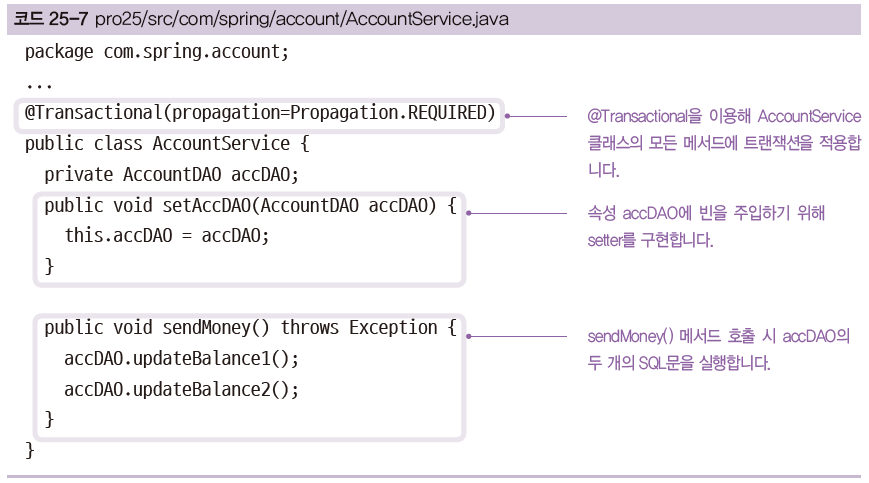 코드 25-7 pro25/src/com/spring/account/AccountService.java
package com.spring.account;
...
@Transactional(propagation=Propagation.REQUIRED)
@Transactional을 이용해 AccountService
클래스의 모든 메서드에 트랜잭션을 적용합
니다.
public class AccountService {
private AccountDAO accDAO;
public void setAccDAO(AccountDAO accDAO) {
this.accDAO = accDAO;
}
속성 accDAO에 빈을 주입하기 위해
setter를 구현합니다.
public void sendMoney() throws Exception {
accDAO.updateBalance1();
accDAO.updateBalance2();
}
sendMoney() 메서드 호출 시 accDAO의
두 개의 SQL문을 실행합니다.
}